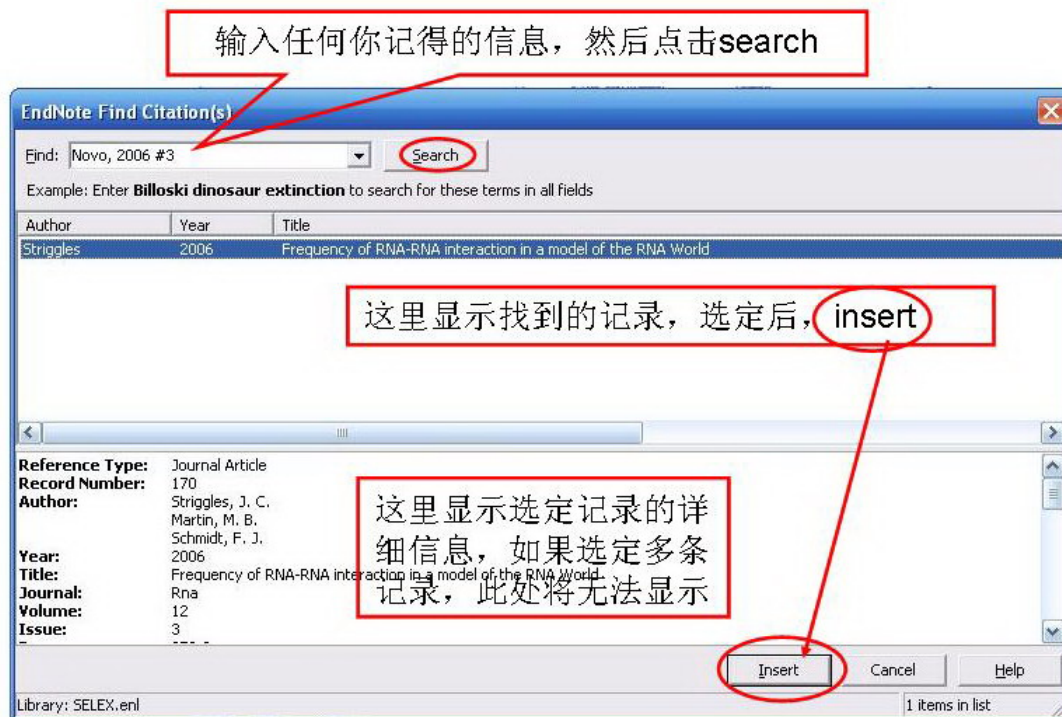 输入任何你记得的信息，然后点击search
EndNote Find Citation(s)
Find: Novo, 2006 #3 Search
Example: Enter Billoski dinosaur extinction to search for these terms in all fields
Author Year Title
Striggles 2006 Frequency of RNA-RNA interaction in a model of the RNA World
这里显示找到的记录，选定后，insert
Reference Type: Journal Article
Record Number: 170
Author: Striggles, J. C.
Martin, M. B.
Schmidt, F. J.
Year: 2006
Title: Frequency of RNA-RNA interaction in a model of the RNA World
Journal: Rna
Volume: 12
Issue: 3
这里显示选定记录的详
细信息，如果选定多条
记录，此处将无法显示
Insert Cancel Help
Library: SELEX.enl 1 items in list